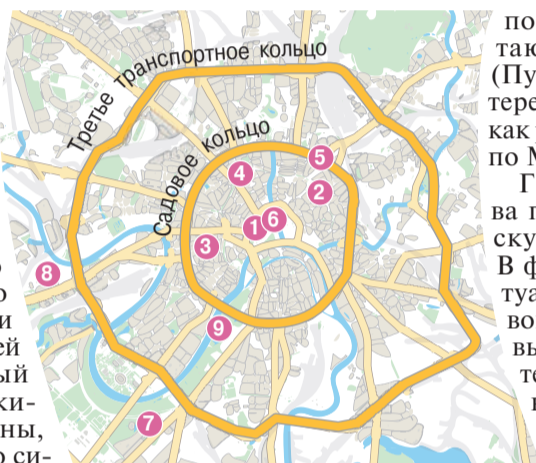 по
таю
(Пу
тере
как
по М
Г
ва п
ску
В ф
туа
во
вы
те
Третье транспортное кольцо
Садовое кольцо
5
4
2
6
1
3
8
9
7
о
и
ей
ый
ки-
ны,
о си-